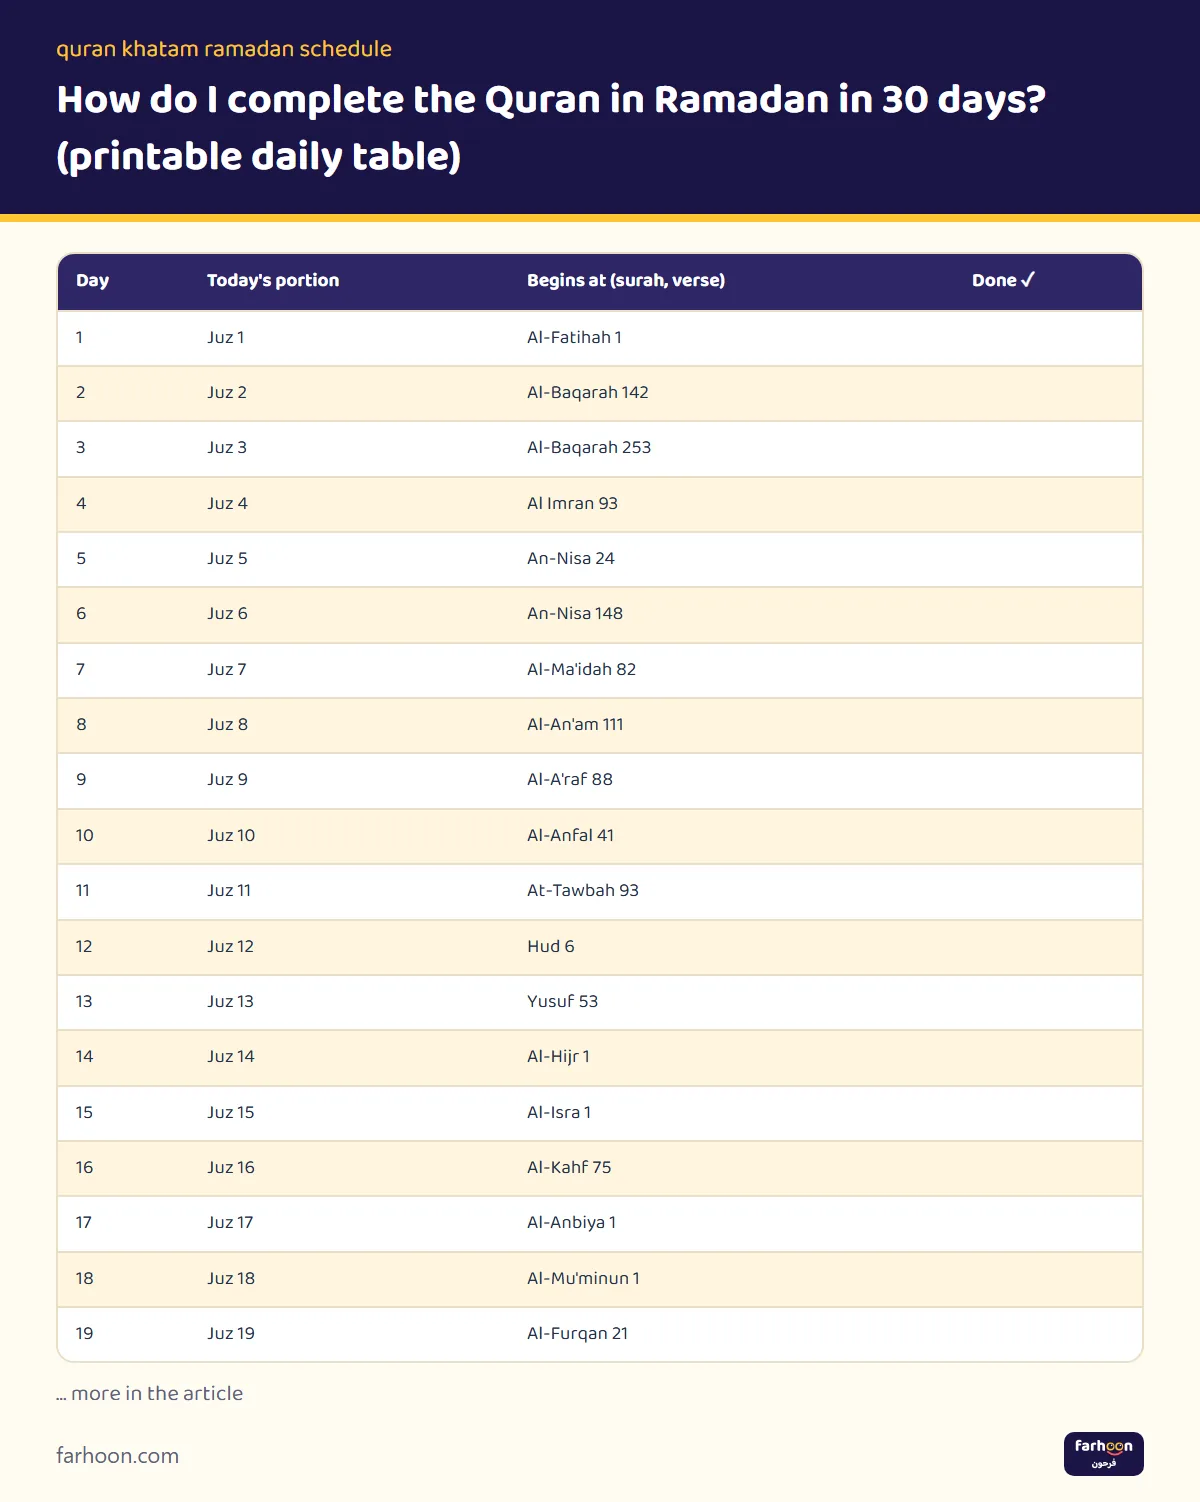 quran khatam ramadan schedule
How do I complete the Quran in Ramadan in 30 days?
(printable daily table)
Day Today's portion Begins at (surah, verse) Done ✓
1 Juz 1 Al-Fatihah 1
2 Juz 2 Al-Baqarah 142
3 Juz 3 Al-Baqarah 253
4 Juz 4 Al Imran 93
5 Juz 5 An-Nisa 24
6 Juz 6 An-Nisa 148
7 Juz 7 Al-Ma'idah 82
8 Juz 8 Al-An'am 111
9 Juz 9 Al-A'raf 88
10 Juz 10 Al-Anfal 41
11 Juz 11 At-Tawbah 93
12 Juz 12 Hud 6
13 Juz 13 Yusuf 53
14 Juz 14 Al-Hijr 1
15 Juz 15 Al-Isra 1
16 Juz 16 Al-Kahf 75
17 Juz 17 Al-Anbiya 1
18 Juz 18 Al-Mu'minun 1
19 Juz 19 Al-Furqan 21
... more in the article
farhoon.com
farhoon
فرحون